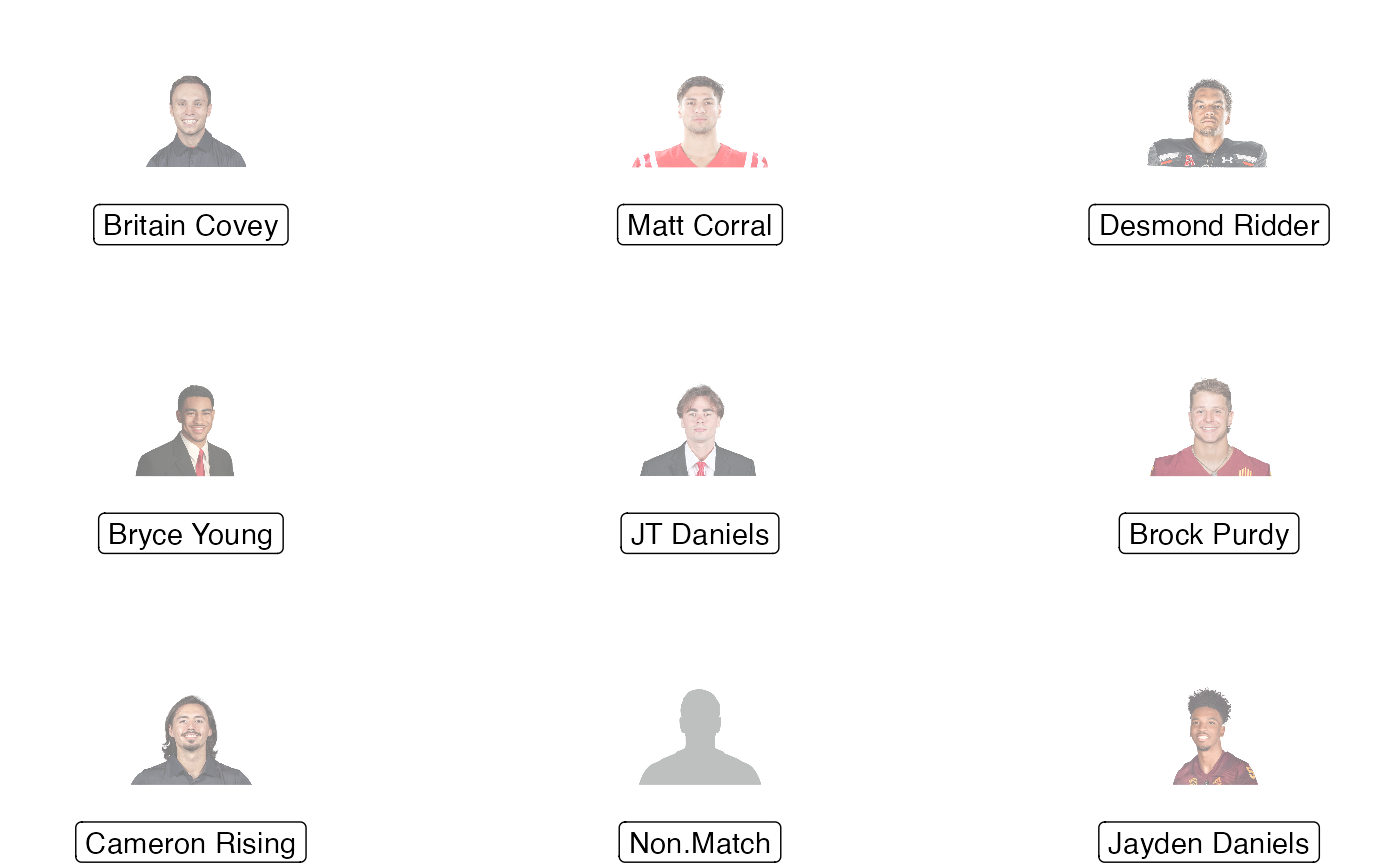 Britain Covey
Matt Corral
Desmond Ridder
Bryce Young
JT Daniels
Brock Purdy
Cameron Rising
Non.Match
Jayden Daniels